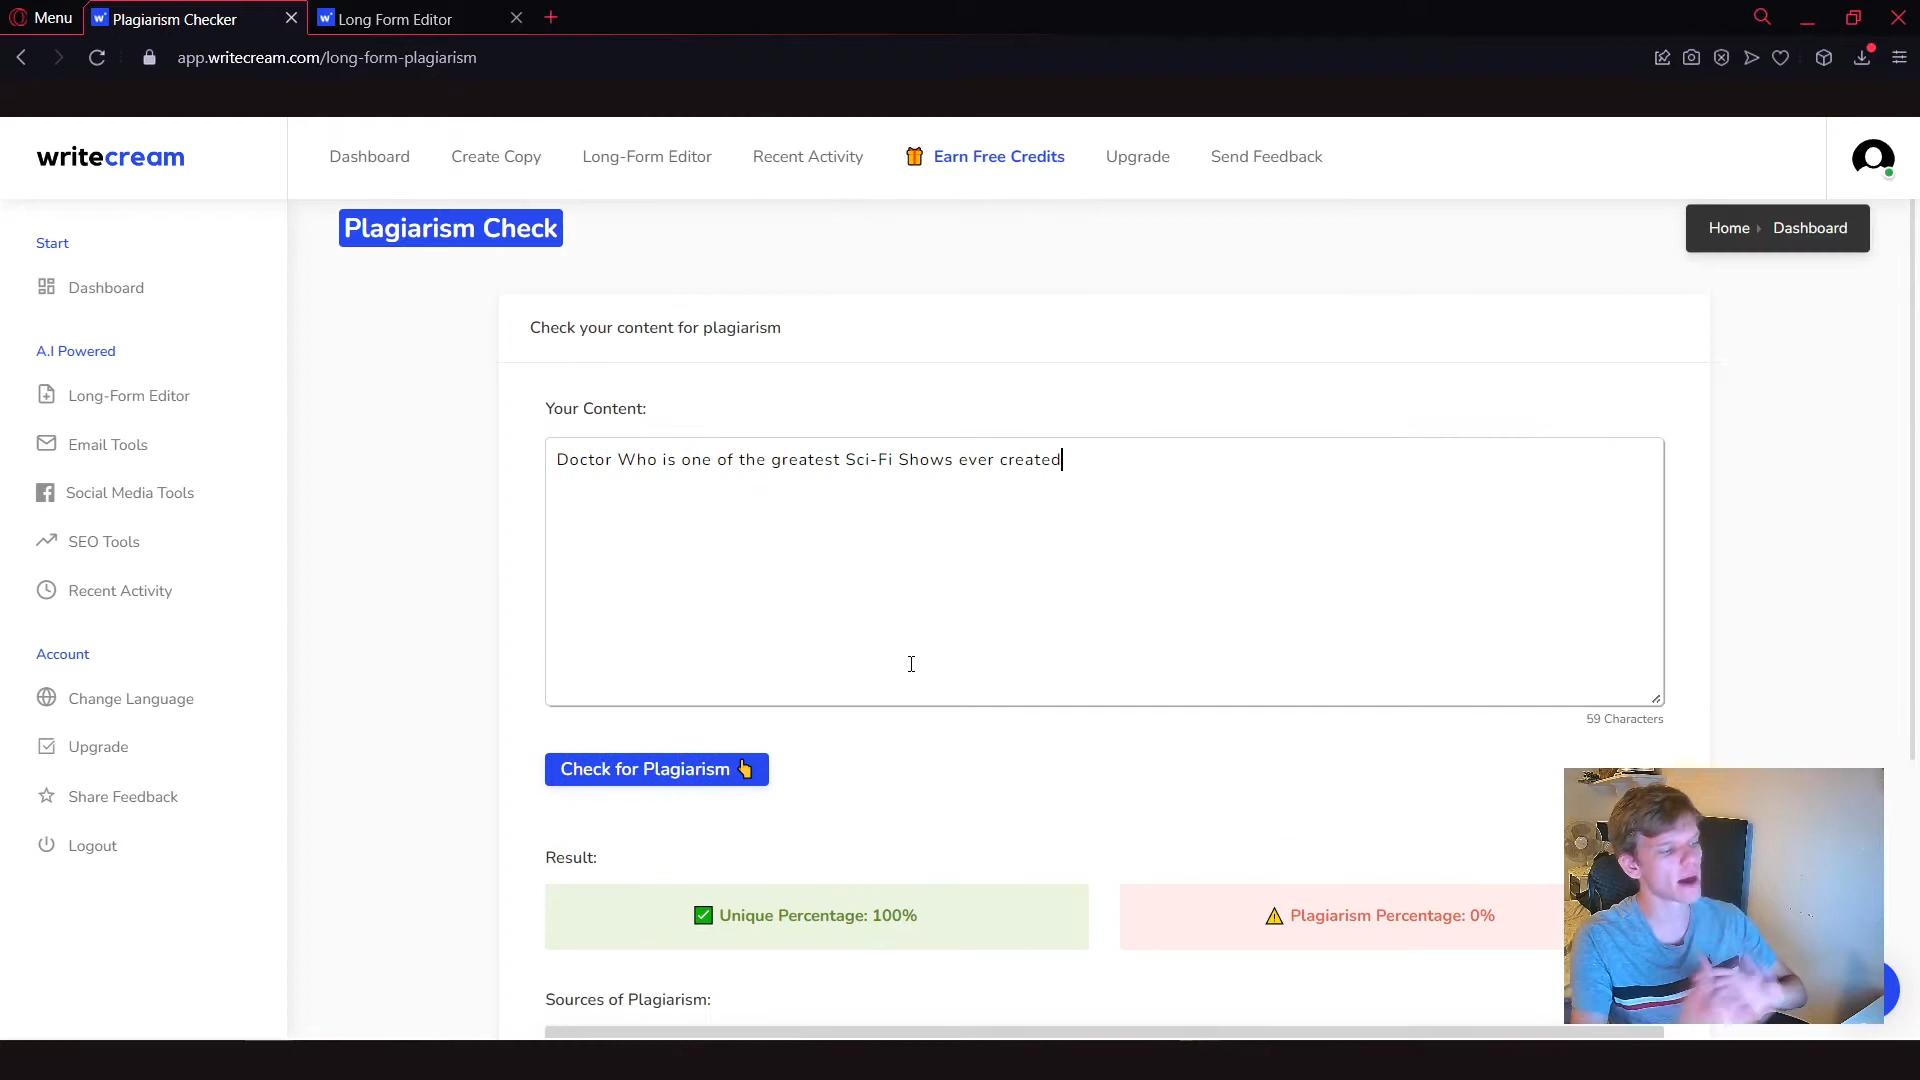 Menu
Plagiarism Checker
Long Form Editor
app.writecream.com/long-form-plagiarism
writecream
Dashboard
Create Copy
Long-Form Editor
Recent Activity
Earn Free Credits
Upgrade
Send Feedback
Plagiarism Check
Home
Dashboard
Start
Dashboard
A.I Powered
Long-Form Editor
Email Tools
Social Media Tools
SEO Tools
Recent Activity
Account
Change Language
Upgrade
Share Feedback
Logout
Check your content for plagiarism
Your Content:
Doctor Who is one of the greatest Sci-Fi Shows ever created
59 Characters
Check for Plagiarism
Result:
Unique Percentage: 100%
Plagiarism Percentage: 0%
Sources of Plagiarism: